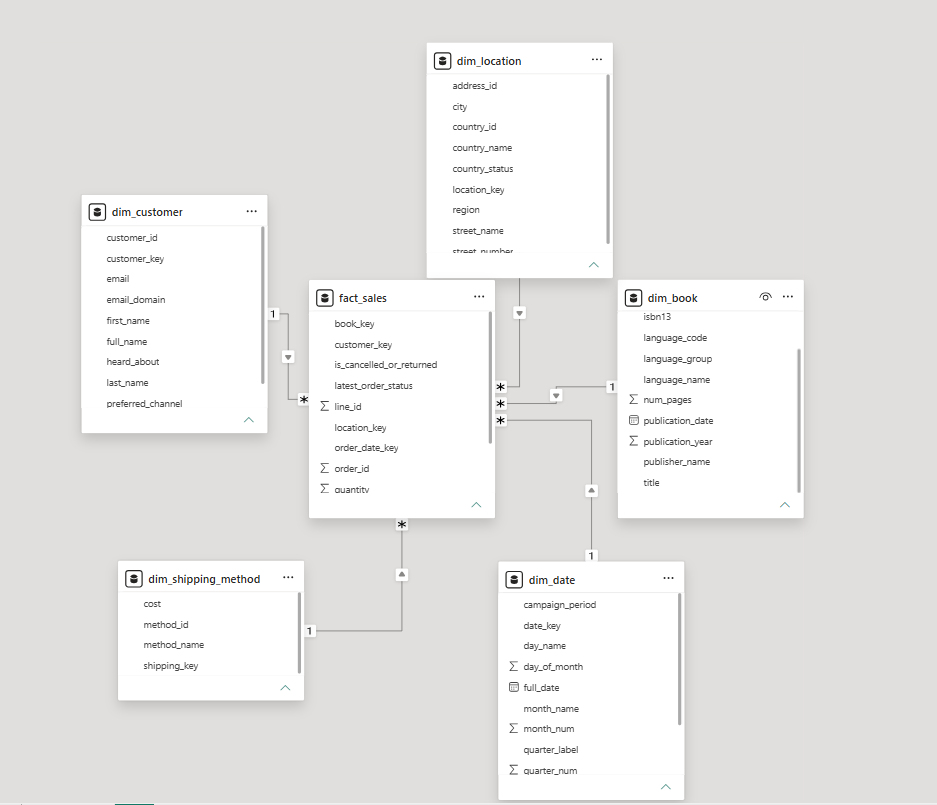 dim_location
address_id
city
country_id
country_name
country_status
location_key
region
street_name
street_number
dim_customer
customer_id
customer_key
email
email_domain
first_name
full_name
heard_about
last_name
preferred_channel
fact_sales
book_key
customer_key
is_cancelled_or_returned
latest_order_status
Σ line_id
location_key
order_date_key
Σ order_id
Σ quantity
dim_book
isbn13
language_code
language_group
language_name
Σ num_pages
publication_date
Σ publication_year
publisher_name
title
1
*
*
1
*
*
*
1
1
dim_shipping_method
cost
method_id
method_name
shipping_key
dim_date
campaign_period
date_key
day_name
Σ day_of_month
full_date
month_name
Σ month_num
quarter_label
Σ quarter_num